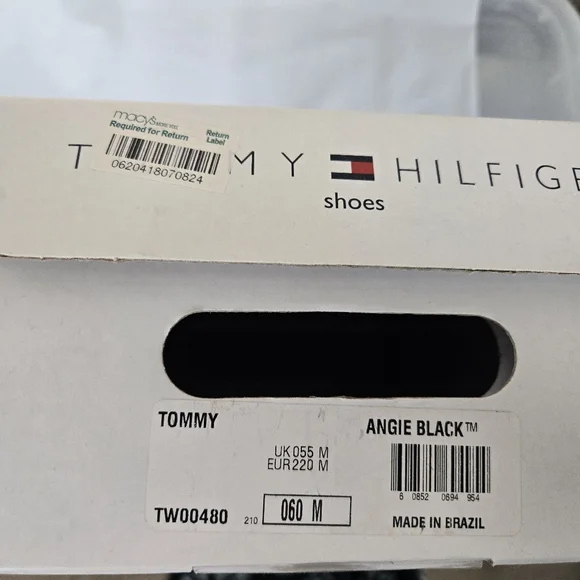 macy's
Required for Return Return Label
0620418070824
T MY HILFIGE
shoes
TOMMY ANGIE BLACK™
UK 055 M
EUR 220 M
6 0852 0694 954
TW00480 210 060 M MADE IN BRAZIL